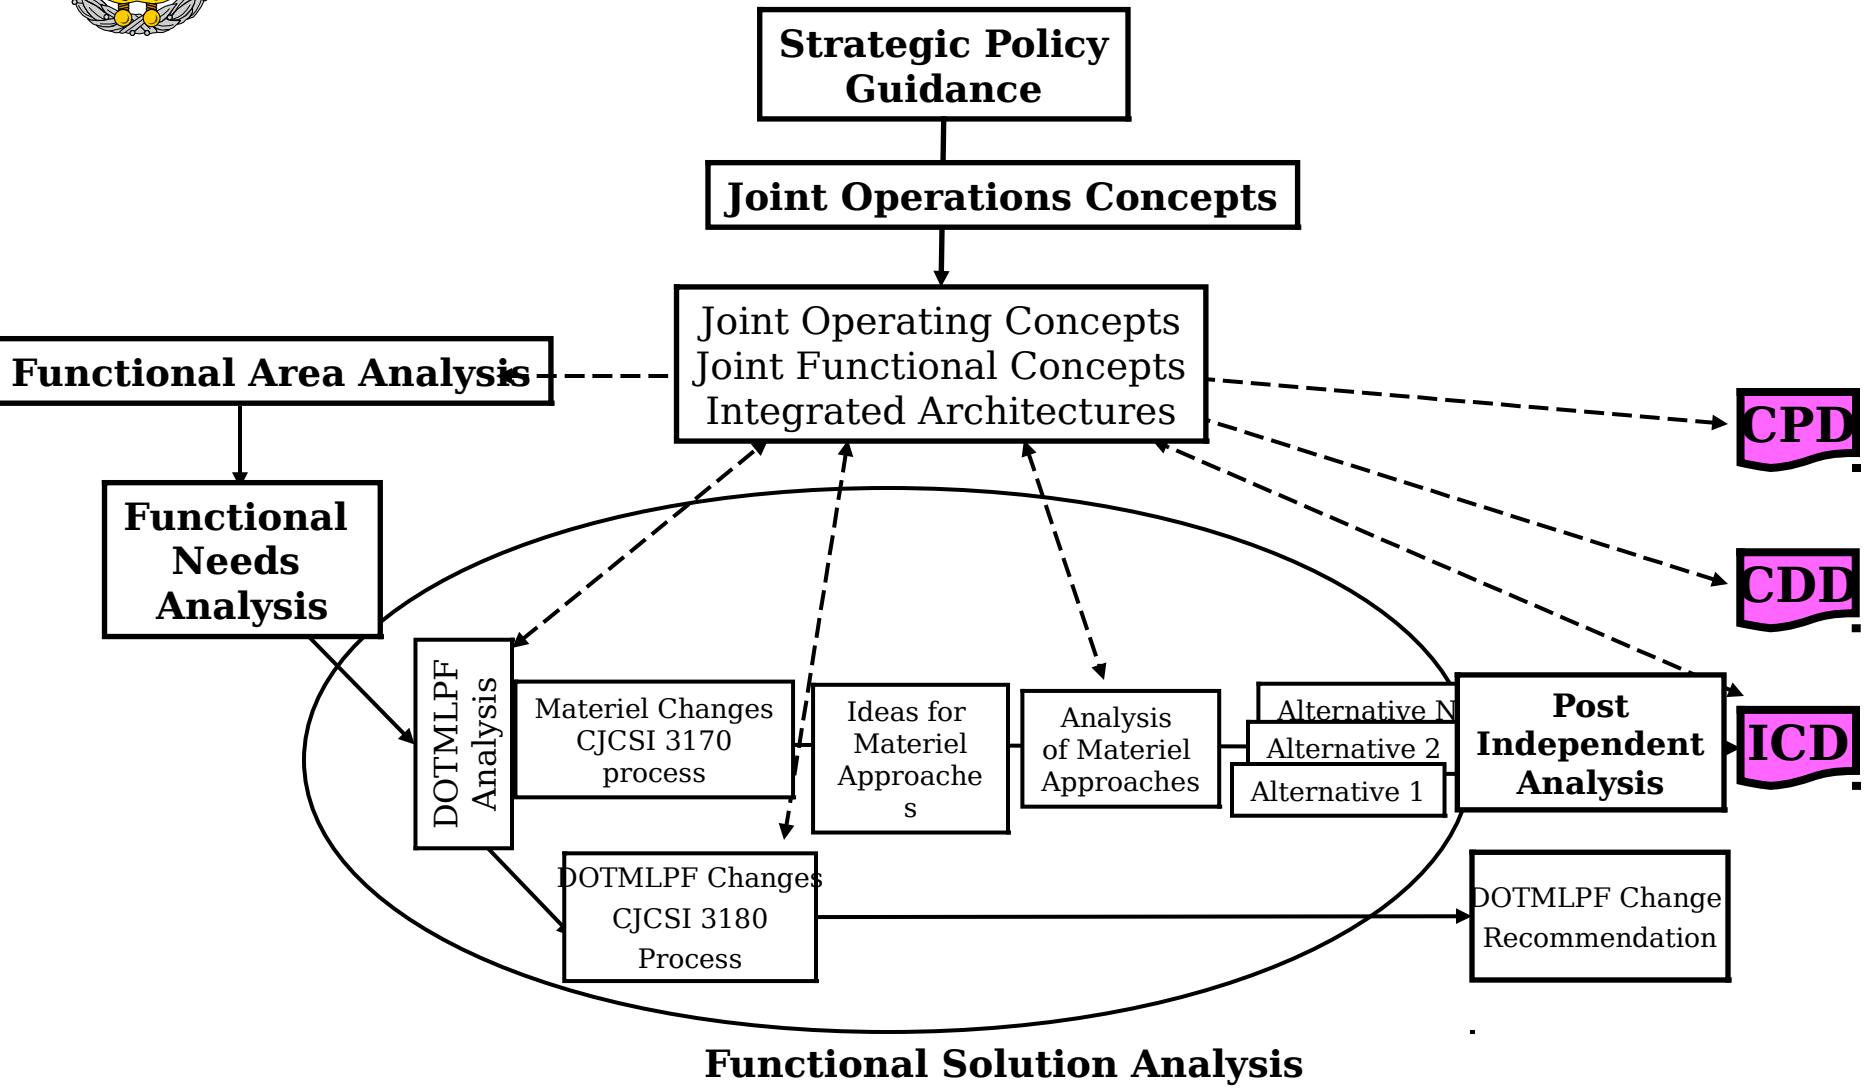 Strategic Policy
Guidance
Joint Operations Concepts
Joint Operating Concepts
Joint Functional Concepts
Integrated Architectures
Functional Area Analysis
CPD
Functional
Needs
Analysis
CDD
DOTMLPF
Analysis
Materiel Changes
CJCSI 3170
process
Ideas for
Materiel
Approache
s
Analysis
of Materiel
Approaches
Alternative N
Alternative 2
Alternative 1
Post
Independent
Analysis
ICD
DOTMLPF Changes
CJCSI 3180
Process
DOTMLPF Change
Recommendation
Functional Solution Analysis